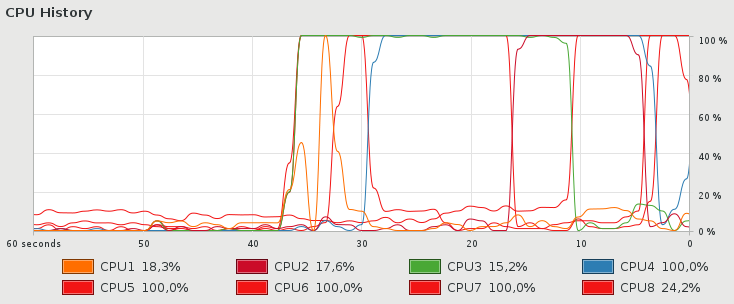 CPU History
100 %
80 %
60 %
40 %
20 %
0 %
60 seconds 50 40 30 20 10 0
CPU1 18,3% CPU2 17,6% CPU3 15,2% CPU4 100,0%
CPU5 100,0% CPU6 100,0% CPU7 100,0% CPU8 24,2%